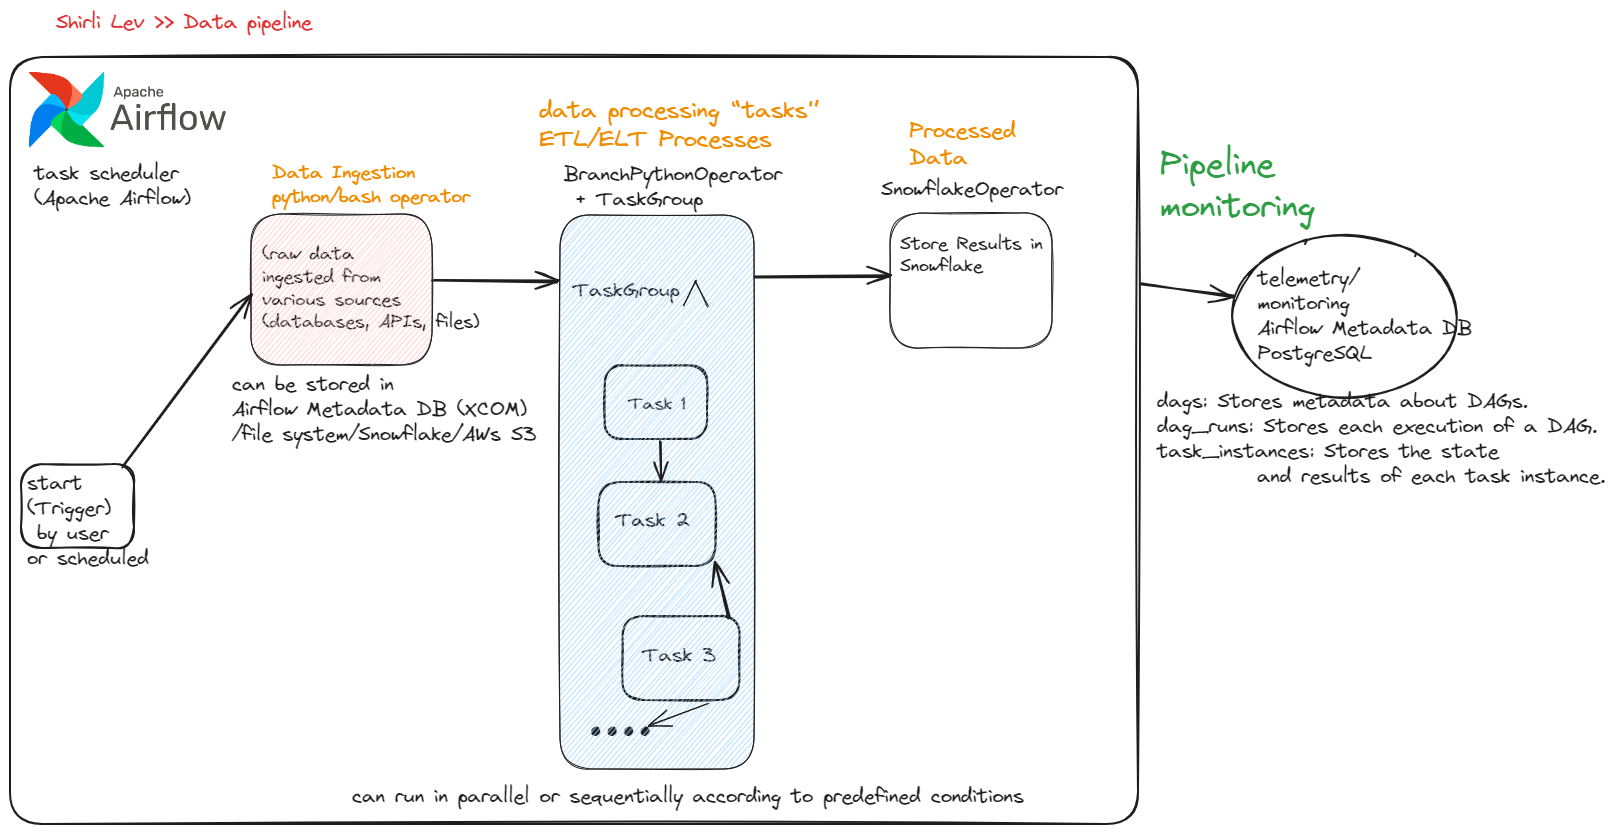 Shirli Lev >> Data pipeline
Apache
Airflow
task scheduler
(Apache Airflow)
start
(Trigger)
by user
or scheduled
Data Ingestion
python/bash operator
(raw data
ingested from
various sources
(databases, APIs, files)
can be stored in
Airflow Metadata DB (XCOM)
/file system/Snowflake/AWs S3
data processing "tasks"
ETL/ELT Processes
BranchPythonOperator
+ TaskGroup
TaskGroup
Task 1
Task 2
Task 3
can run in parallel or sequentially according to predefined conditions
Processed
Data
SnowflakeOperator
Store Results in
Snowflake
Pipeline
monitoring
telemetry/
monitoring
Airflow Metadata DB
PostgreSQL
dags: Stores metadata about DAGs.
dag_runs: Stores each execution of a DAG.
task_instances: Stores the state
and results of each task instance.